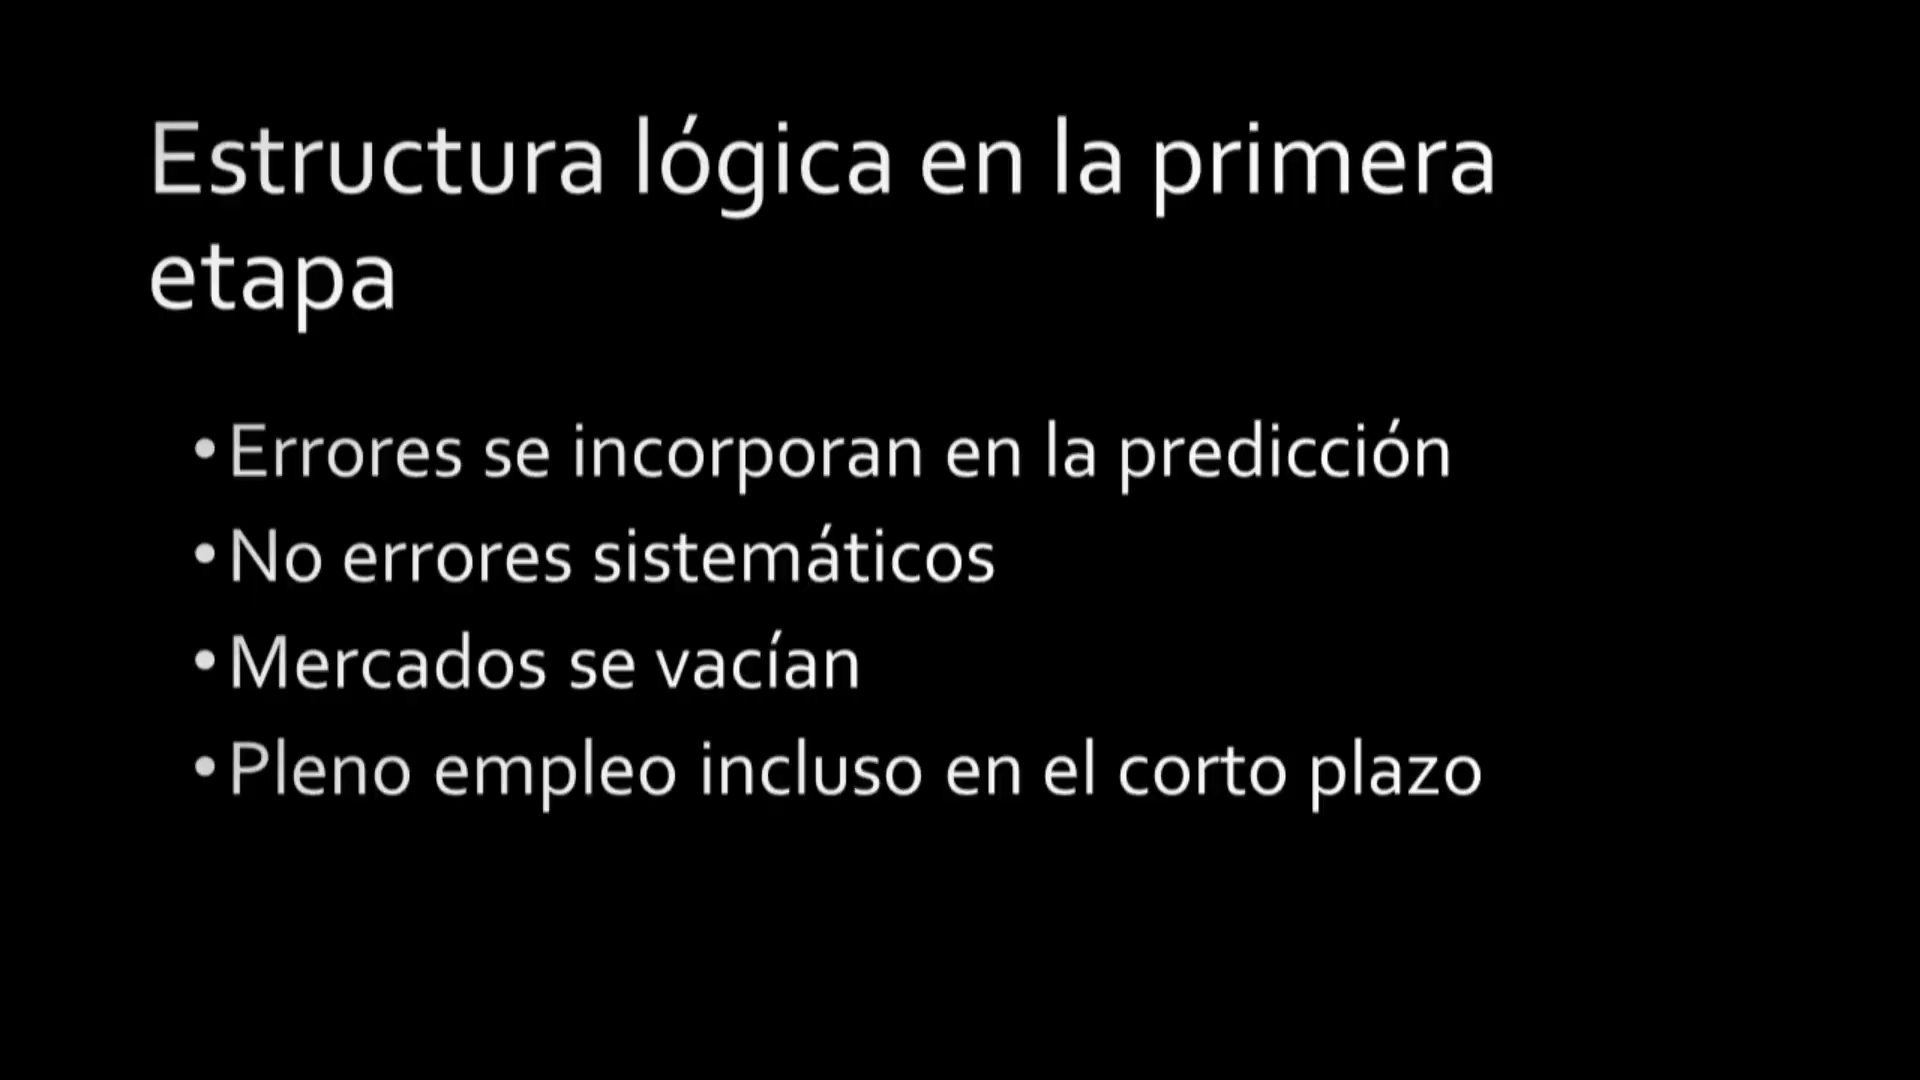 Estructura lógica en la primera
etapa
•Errores se incorporan en la predicción
•No errores sistemáticos
•Mercados se vacían
•Pleno empleo incluso en el corto plazo